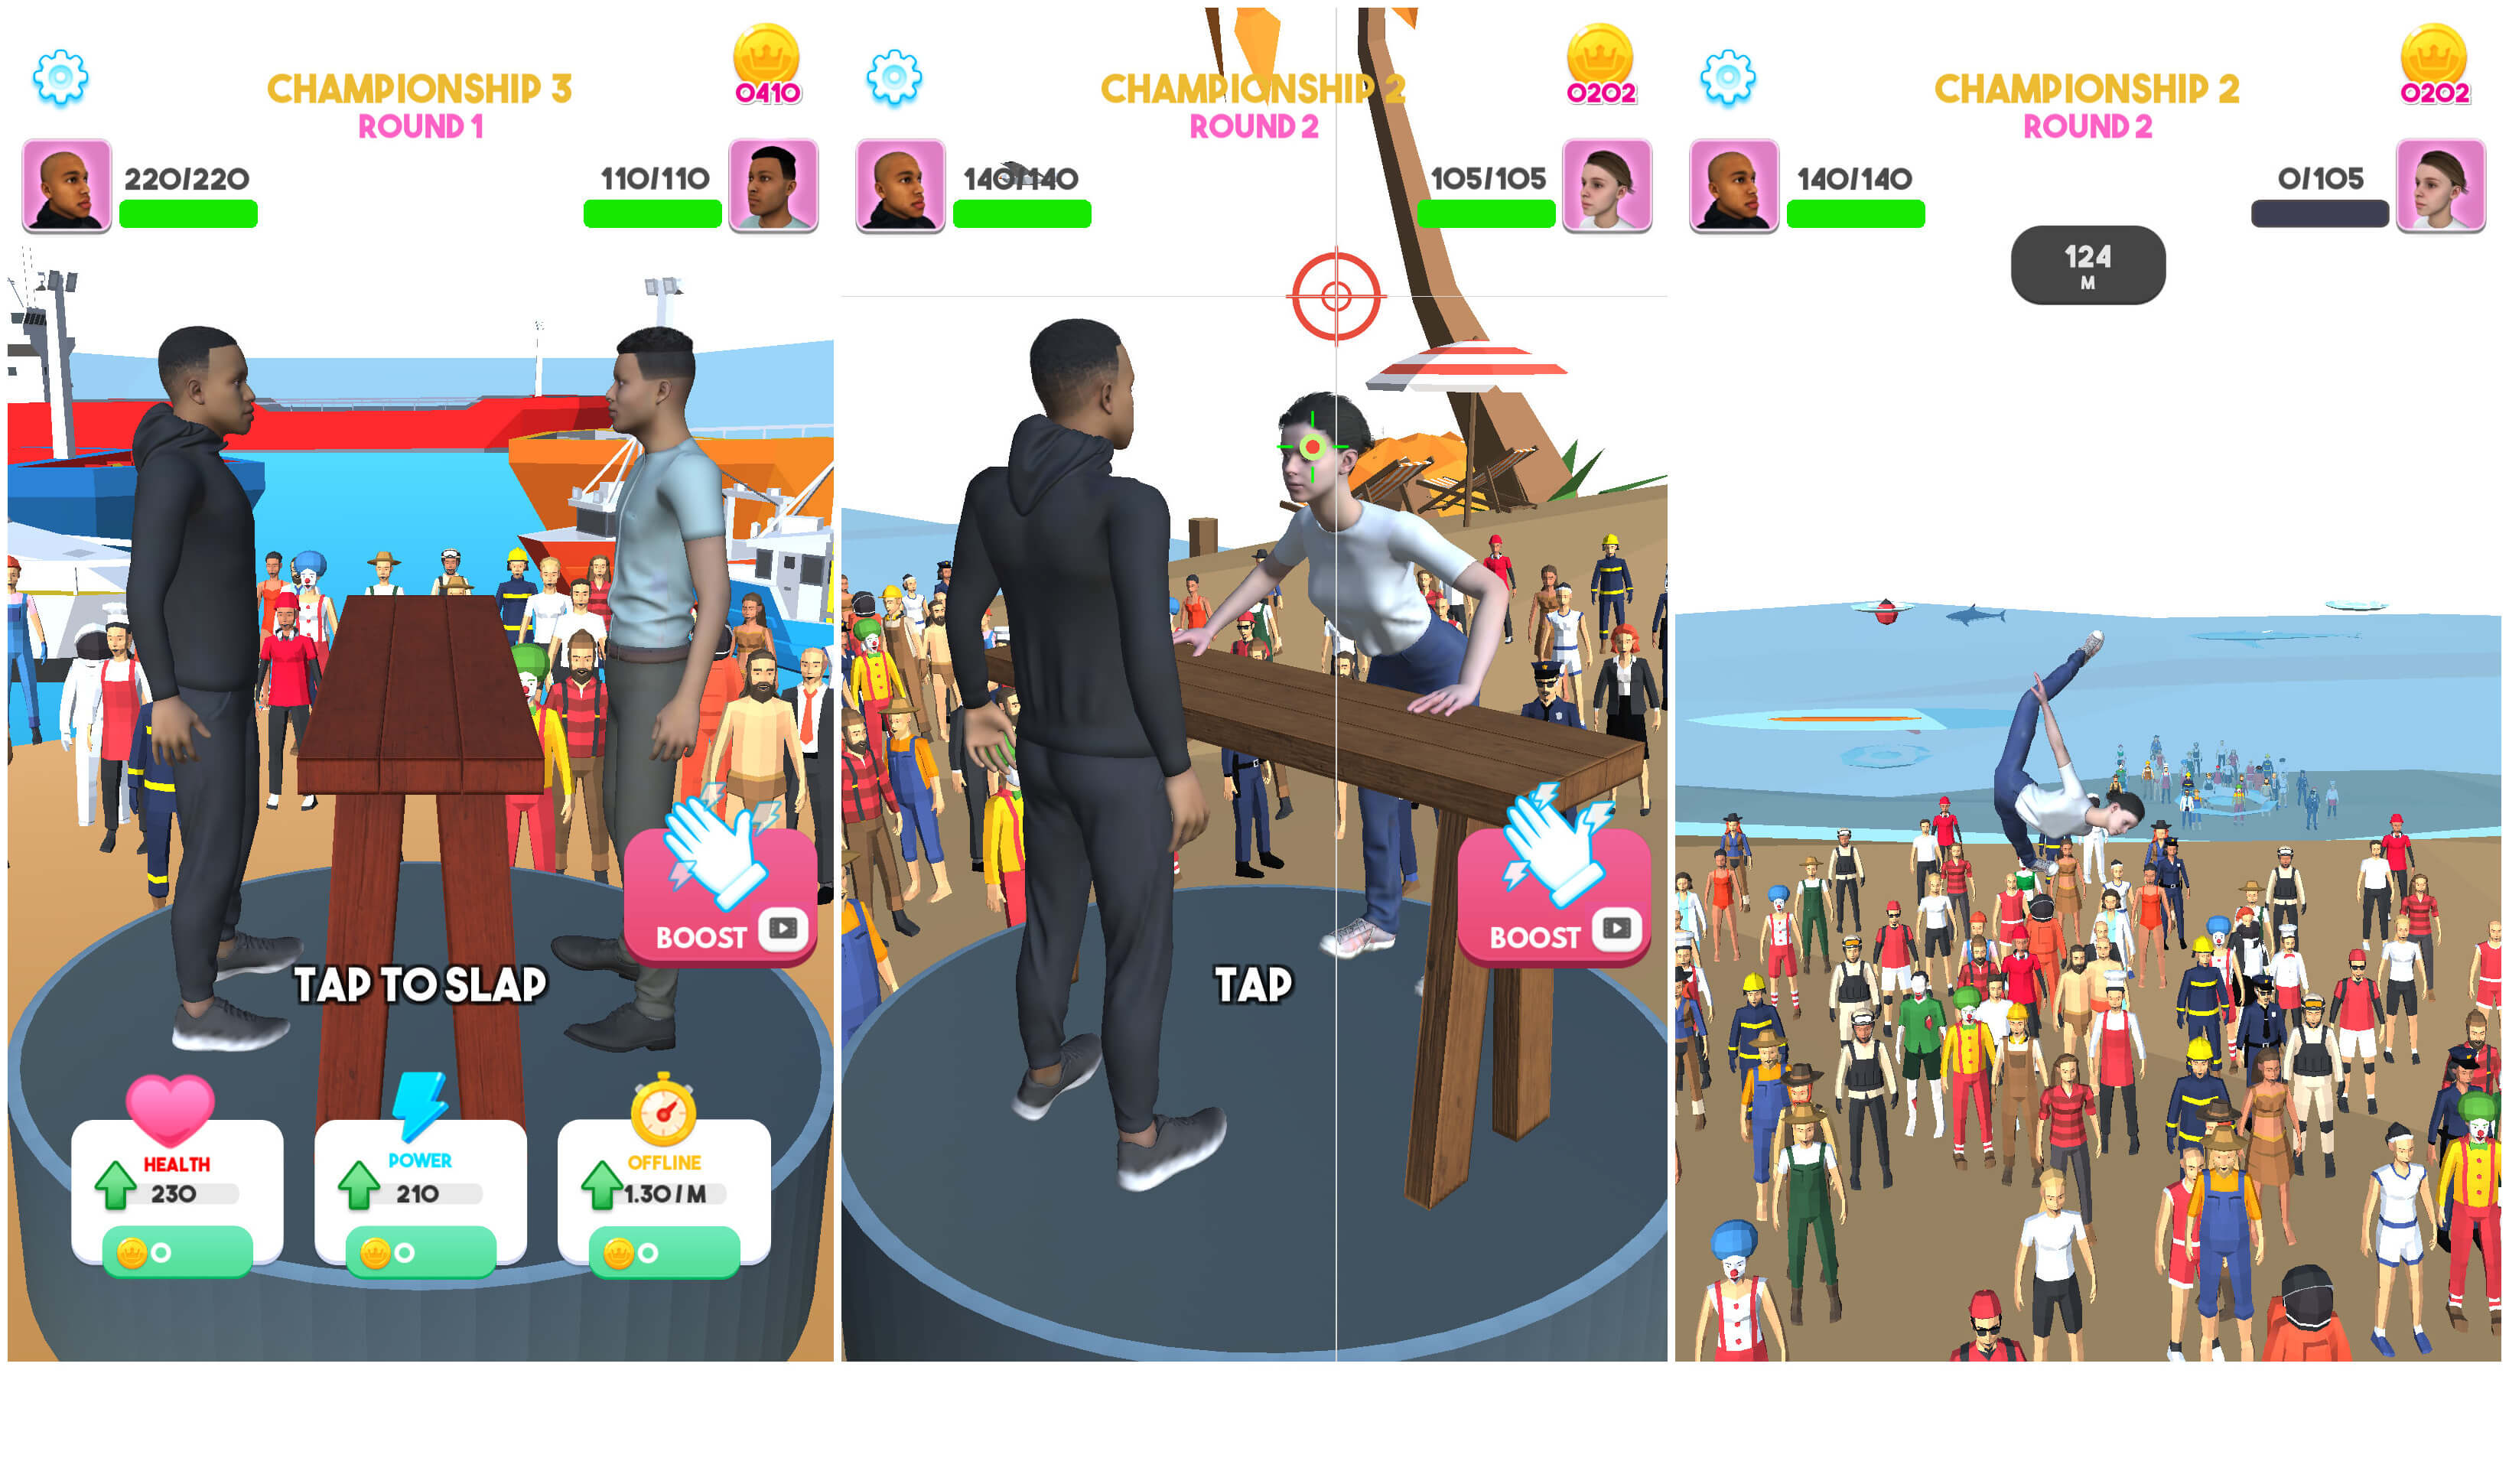 CHAMPIONSHIP 3
ROUND 1
0410
220/220
110/110
TAP TO SLAP
BOOST
HEALTH
230
0
POWER
210
0
OFFLINE
1.30 / M
0
CHAMPIONSHIP 2
ROUND 2
0202
140/140
105/105
TAP
BOOST
CHAMPIONSHIP 2
ROUND 2
0202
140/140
0/105
124
M